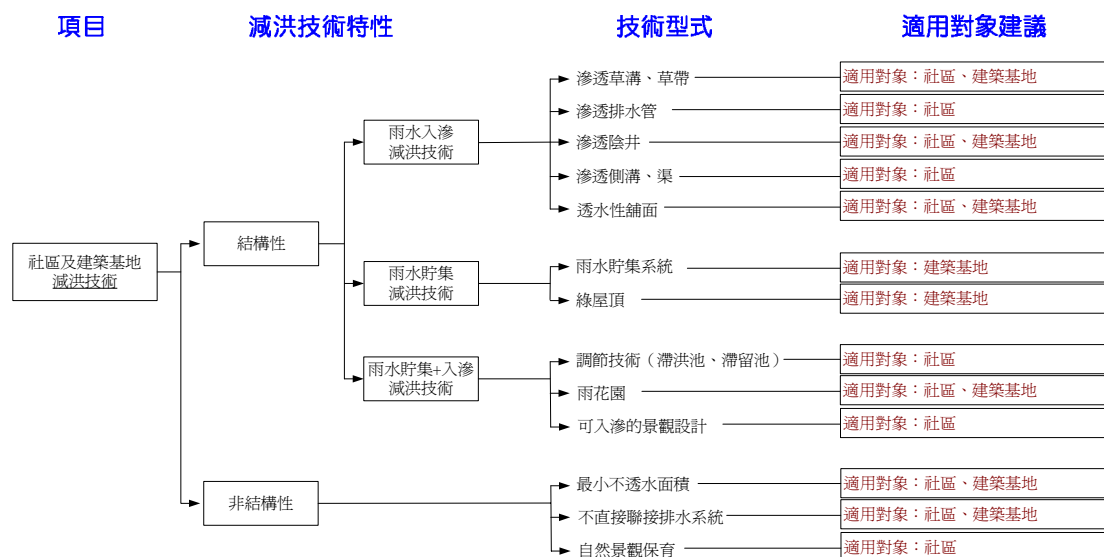 項目 減洪技術特性 技術型式 適用對象建議
滲透草溝、草帶 適用對象：社區、建築基地
滲透排水管 適用對象：社區
雨水入滲
減洪技術
滲透陰井 適用對象：社區、建築基地
滲透側溝、渠 適用對象：社區
透水性舖面 適用對象：社區、建築基地
結構性
社區及建築基地
減洪技術
雨水貯集
減洪技術
雨水貯集系統 適用對象：建築基地
綠屋頂 適用對象：建築基地
雨水貯集+入滲
減洪技術
調節技術（滯洪池、滯留池） 適用對象：社區
雨花園 適用對象：社區、建築基地
可入滲的景觀設計 適用對象：社區
非結構性
最小不透水面積 適用對象：社區、建築基地
不直接聯接排水系統 適用對象：社區、建築基地
自然景觀保育 適用對象：社區